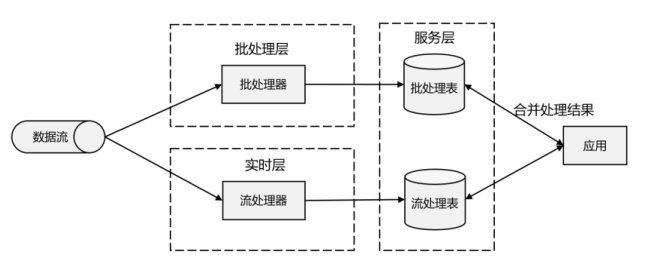 批处理层
批处理器
服务层
批处理表
合并处理结果
数据流
应用
实时层
流处理器
流处理表